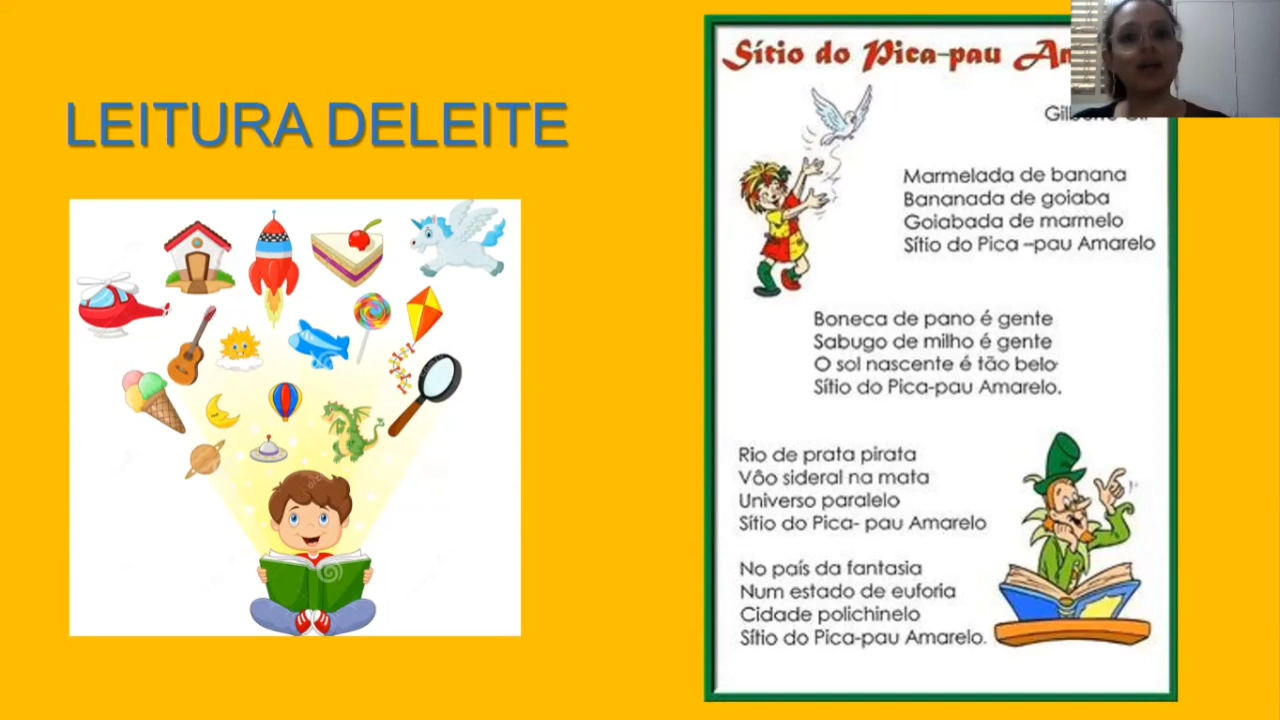 LEITURA DELEITE
Sítio do Pica-pau
Marmelada de banana
Bananada de goiaba
Goiabada de marmelo
Sítio do Pica –pau Amarelo
Boneca de pano é gente
Sabugo de milho é gente
O sol nascente é tão belo
Sítio do Pica-pau Amarelo.
Rio de prata pirata
Vôo sideral na mata
Universo paralelo
Sítio do Pica- pau Amarelo
No país da fantasia
Num estado de euforia
Cidade polichinelo
Sítio do Pica-pau Amarelo.